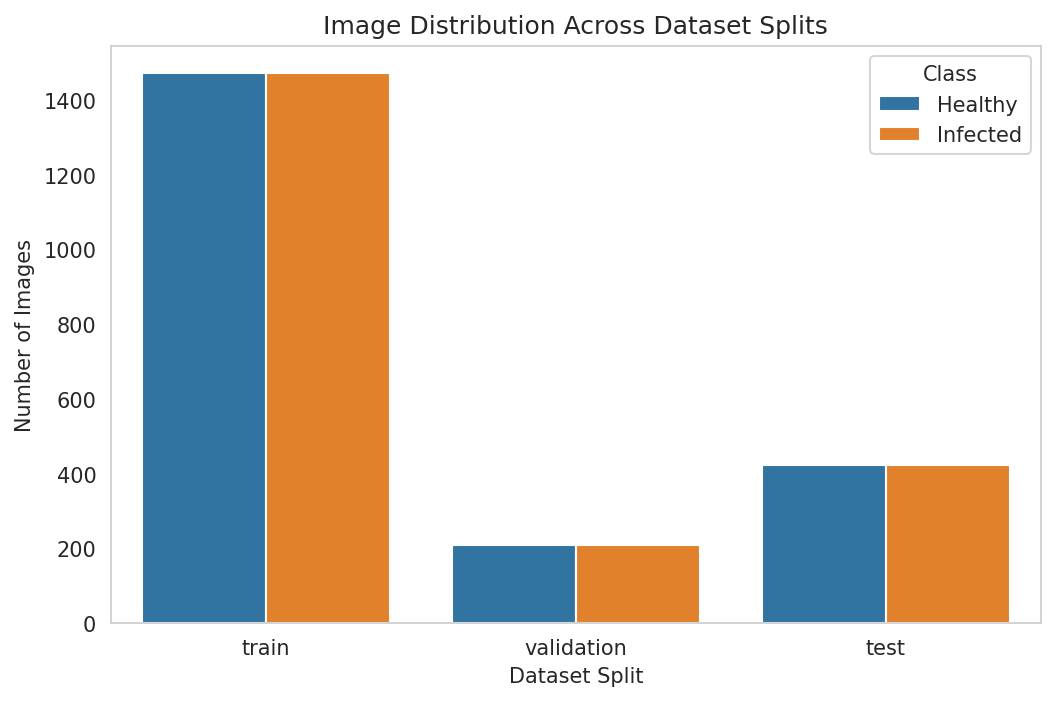 Image Distribution Across Dataset Splits
Class
Healthy
Infected
Number of Images
1400
1200
1000
800
600
400
200
0
train validation test
Dataset Split